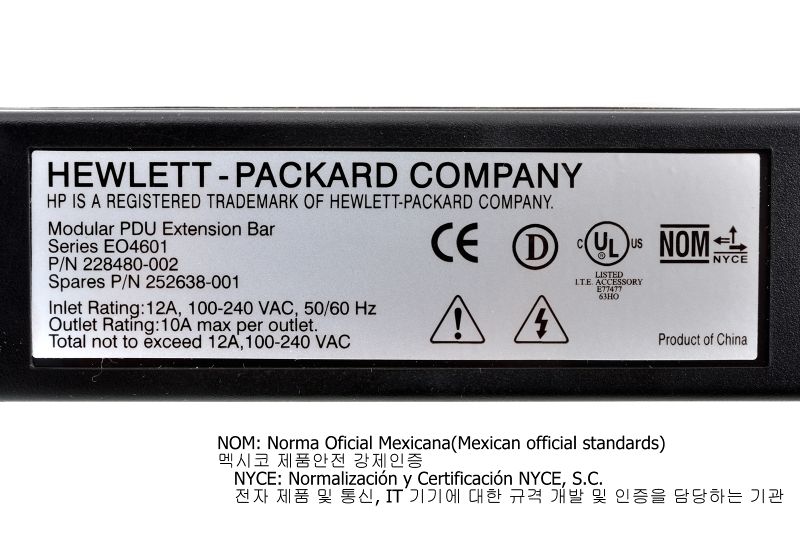 HEWLETT-PACKARD COMPANY
HP IS A REGISTERED TRADEMARK OF HEWLETT-PACKARD COMPANY.
Modular PDU Extension Bar
Series EO4601
P/N 228480-002
Spares P/N 252638-001
Inlet Rating:12A, 100-240 VAC, 50/60 Hz
Outlet Rating:10A max per outlet.
Total not to exceed 12A,100-240 VAC
CE
D
C UL US
®
LISTED
I.T.E. ACCESSORY
E77477
63HO
NOM
NYCE
Product of China
NOM: Norma Oficial Mexicana(Mexican official standards)
멕시코 제품안전 강제인증
NYCE: Normalización y Certificación NYCE, S.C.
전자 제품 및 통신, IT 기기에 대한 규격 개발 및 인증을 담당하는 기관